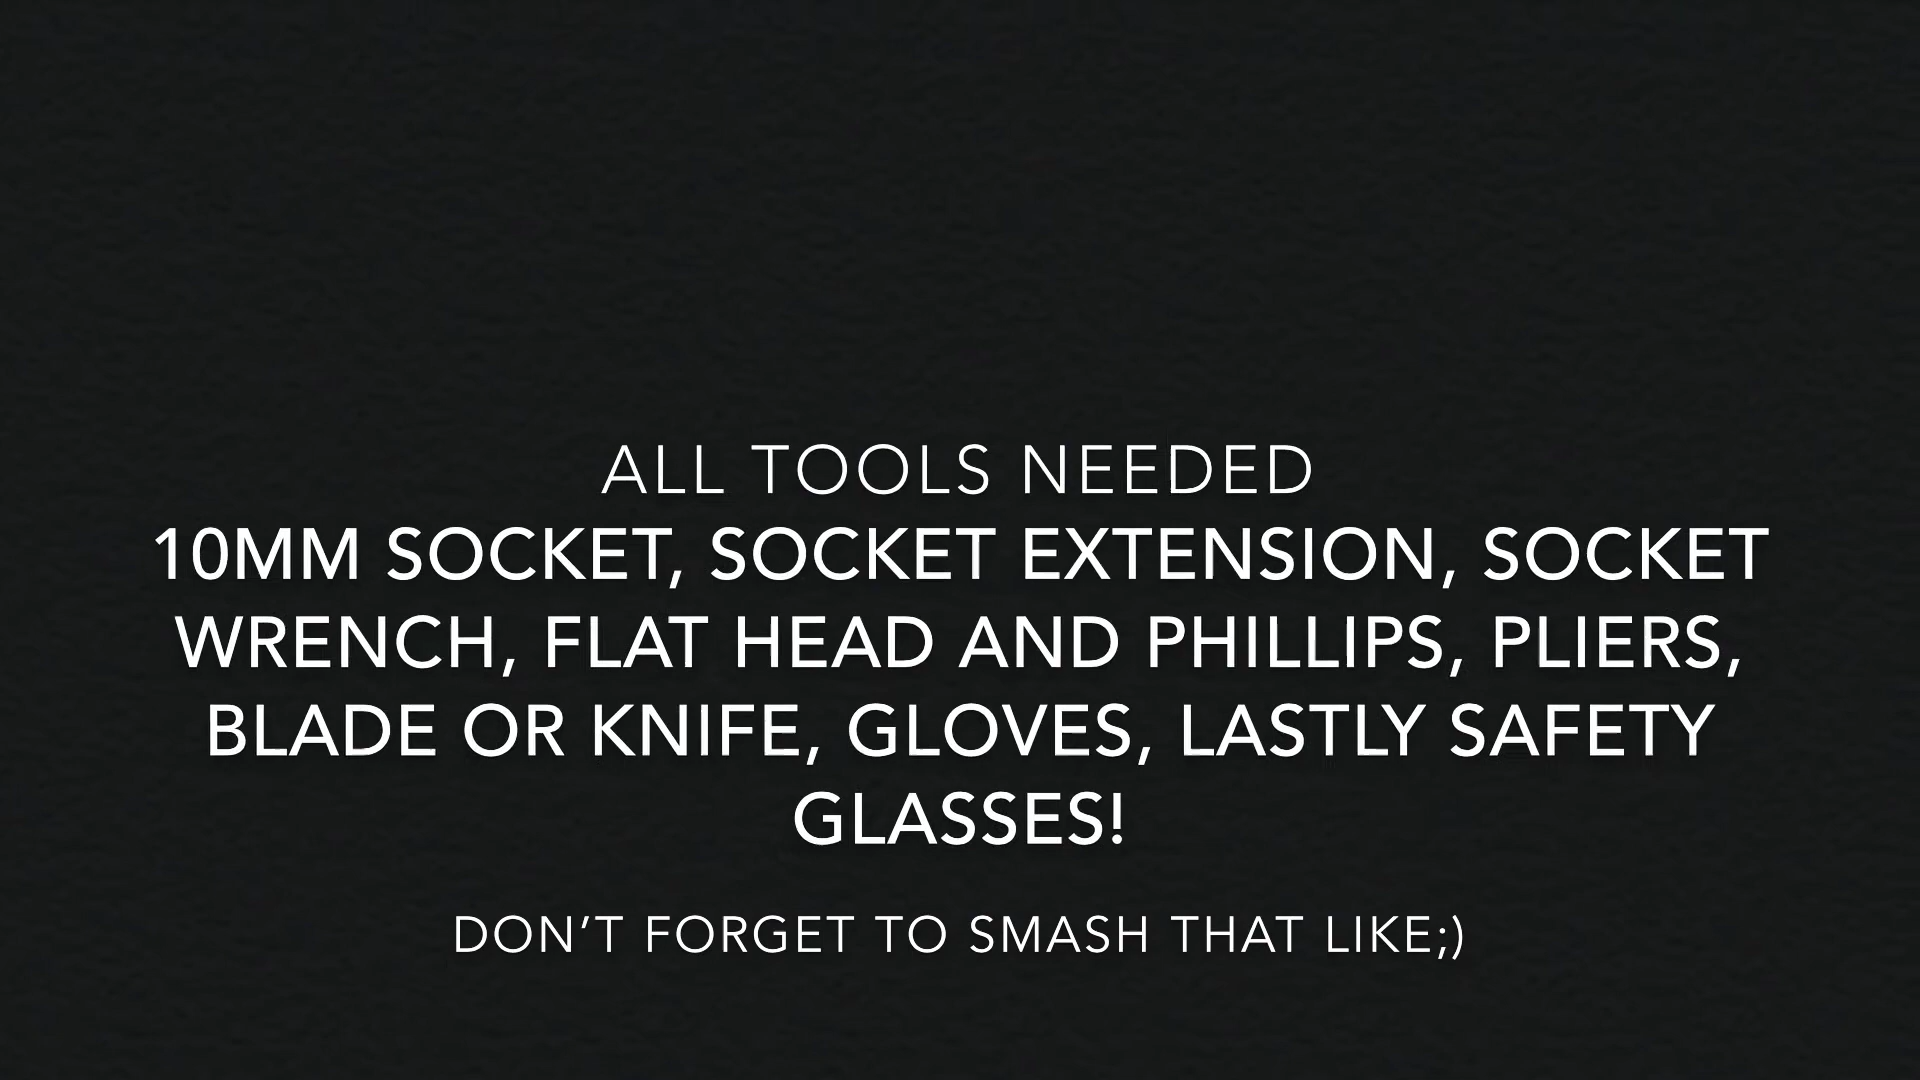 ALL TOOLS NEEDED
10MM SOCKET, SOCKET EXTENSION, SOCKET
WRENCH, FLAT HEAD AND PHILLIPS, PLIERS,
BLADE OR KNIFE, GLOVES, LASTLY SAFETY
GLASSES!
DON’T FORGET TO SMASH THAT LIKE;)